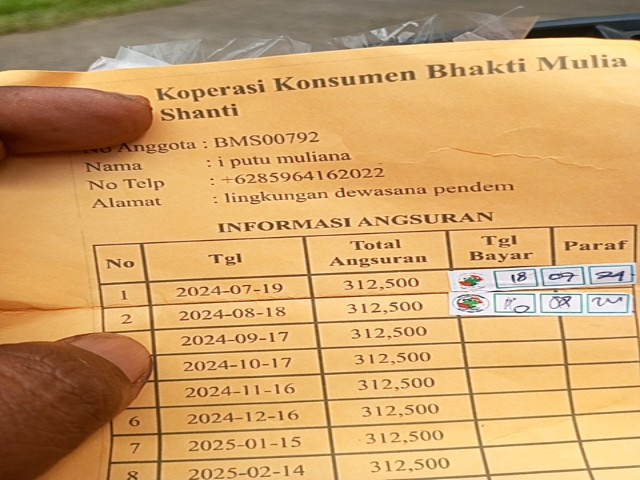 Koperasi Konsumen Bhakti Mulia
Shanti
No Anggota : BMS00792
Nama : i putu muliana
No Telp : +6285964162022
Alamat : lingkungan dewasana pendem
INFORMASI ANGSURAN
No Tgl Total Angsuran Tgl Bayar Paraf
1 2024-07-19 312,500 18 07 24
2 2024-08-18 312,500 08 24
2024-09-17 312,500
2024-10-17 312,500
2024-11-16 312,500
6 2024-12-16 312,500
7 2025-01-15 312,500
8 2025-02-14 312,500